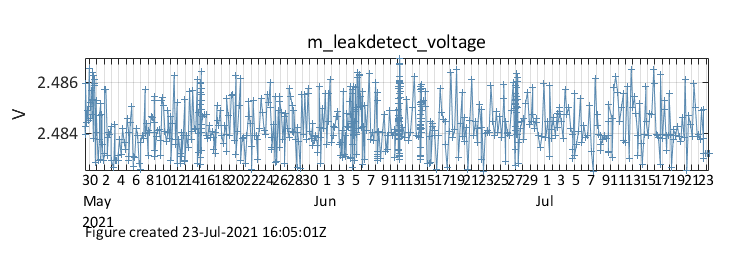 m_leakdetect_voltage
2.486
V
2.484
30 2 4 6 8 10 12 14 16 18 20 22 24 26 28 30 1 3 5 7 9 11 13 15 17 19 21 23 25 27 29 1 3 5 7 9 11 13 15 17 19 21 23
May Jun Jul
2021
Figure created 23-Jul-2021 16:05:01Z